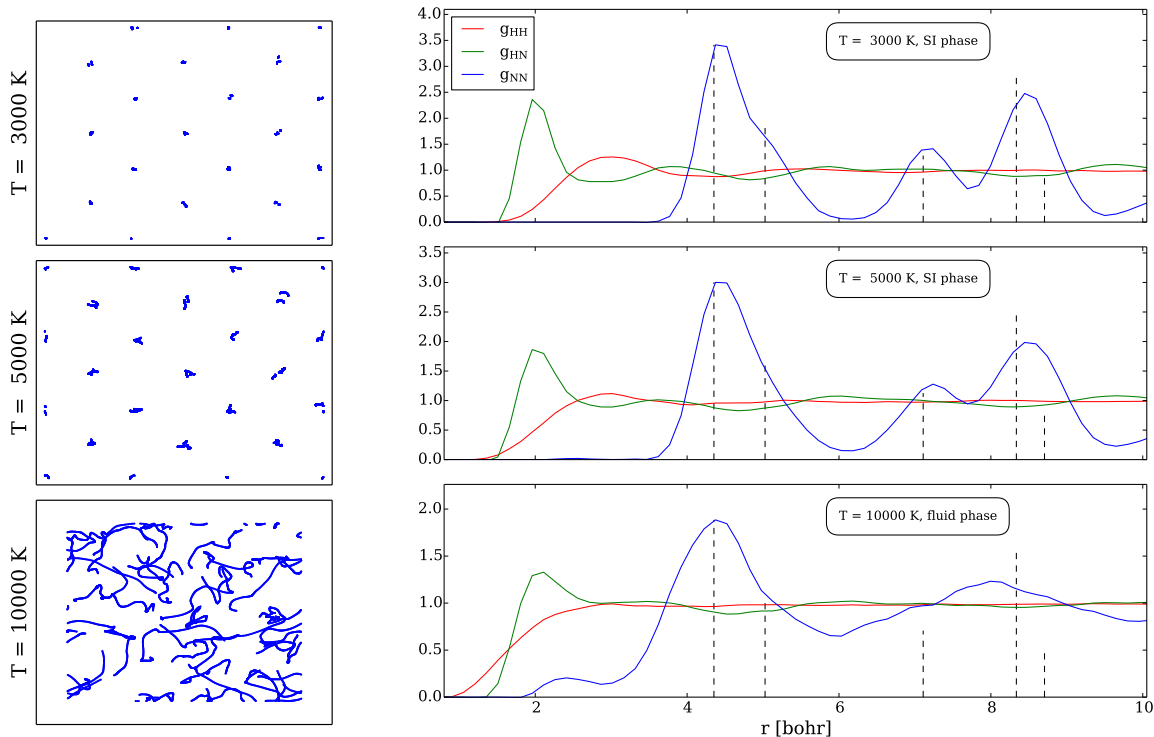 T = 3000 K
4.0
3.5
3.0
2.5
2.0
1.5
1.0
0.5
0.0
g_HH
g_HN
g_NN
T = 3000 K, SI phase
T = 5000 K
3.5
3.0
2.5
2.0
1.5
1.0
0.5
0.0
T = 5000 K, SI phase
T = 10000 K
2.0
1.5
1.0
0.5
0.0
T = 10000 K, fluid phase
2 4 6 8 10
r [bohr]